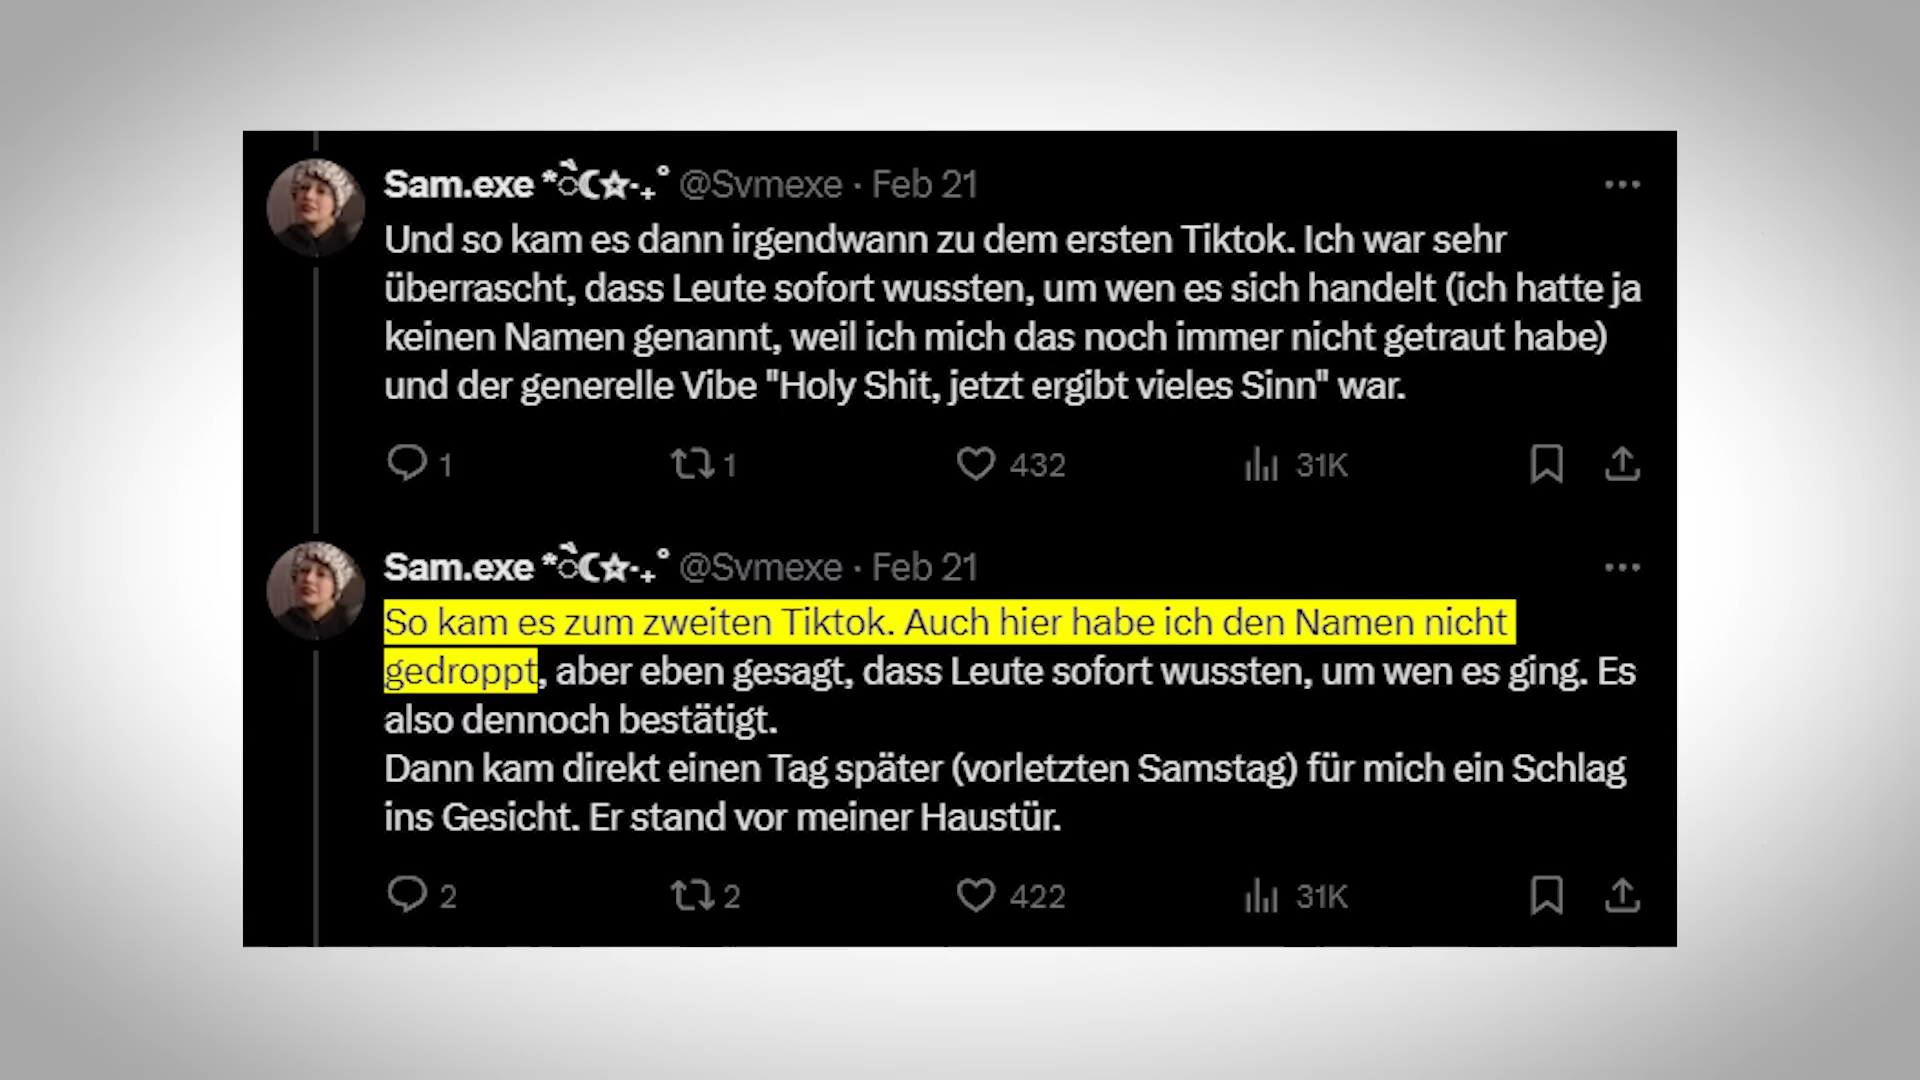 Sam.exe *ੈ☾☆·₊˚ @Svmexe · Feb 21
Und so kam es dann irgendwann zu dem ersten Tiktok. Ich war sehr
überrascht, dass Leute sofort wussten, um wen es sich handelt (ich hatte ja
keinen Namen genannt, weil ich mich das noch immer nicht getraut habe)
und der generelle Vibe "Holy Shit, jetzt ergibt vieles Sinn" war.
1 1 432 31K
Sam.exe *ੈ☾☆·₊˚ @Svmexe · Feb 21
So kam es zum zweiten Tiktok. Auch hier habe ich den Namen nicht
gedroppt, aber eben gesagt, dass Leute sofort wussten, um wen es ging. Es
also dennoch bestätigt.
Dann kam direkt einen Tag später (vorletzten Samstag) für mich ein Schlag
ins Gesicht. Er stand vor meiner Haustür.
2 2 422 31K